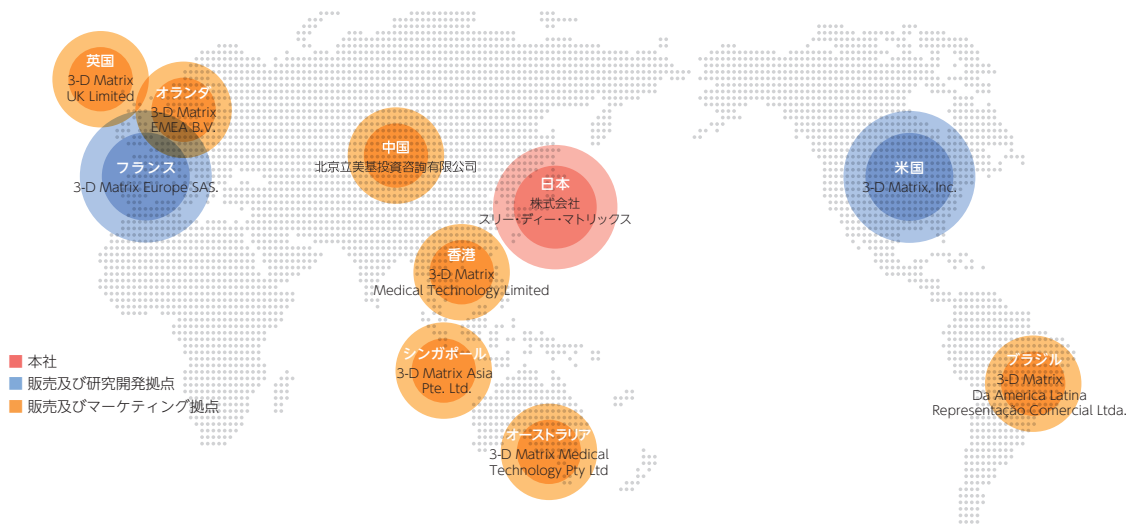 英国
3-D Matrix
UK Limited
オランダ
3-D Matrix
EMEA B.V.
フランス
3-D Matrix Europe SAS.
中国
北京立美基投資咨詢有限公司
日本
株式会社
スリー・ディー・マトリックス
米国
3-D Matrix, Inc.
香港
3-D Matrix
Medical Technology Limited
シンガポール
3-D Matrix Asia
Pte. Ltd.
オーストラリア
3-D Matrix Medical
Technology Pty Ltd
ブラジル
3-D Matrix
Da America Latina
Representação Comercial Ltda.
本社
販売及び研究開発拠点
販売及びマーケティング拠点